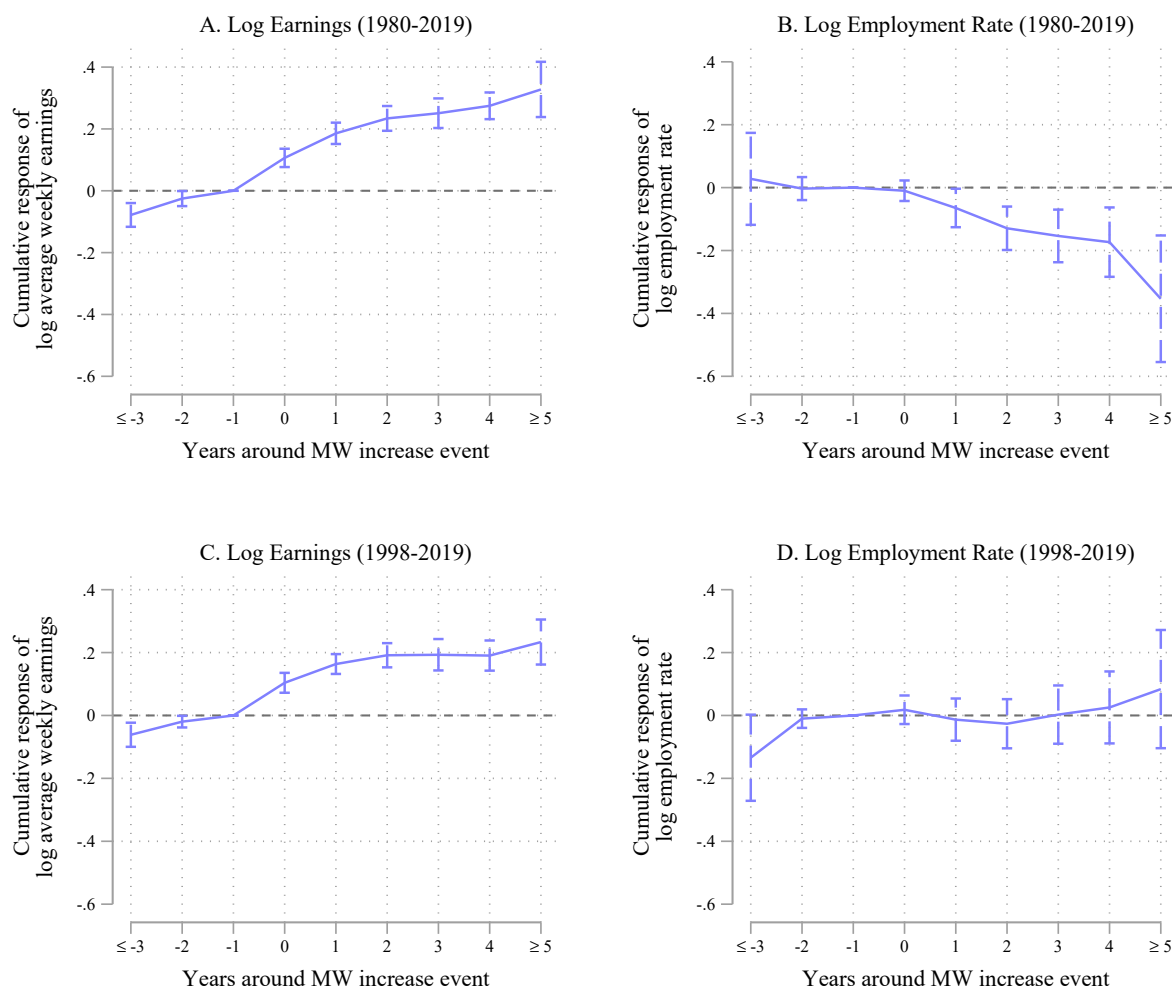 A. Log Earnings (1980-2019)
Cumulative response of
log average weekly earnings
.4
.2
0
-.2
-.4
-.6
≤ -3 -2 -1 0 1 2 3 4 ≥ 5
Years around MW increase event
B. Log Employment Rate (1980-2019)
Cumulative response of
log employment rate
.4
.2
0
-.2
-.4
-.6
≤ -3 -2 -1 0 1 2 3 4 ≥ 5
Years around MW increase event
C. Log Earnings (1998-2019)
Cumulative response of
log average weekly earnings
.4
.2
0
-.2
-.4
-.6
≤ -3 -2 -1 0 1 2 3 4 ≥ 5
Years around MW increase event
D. Log Employment Rate (1998-2019)
Cumulative response of
log employment rate
.4
.2
0
-.2
-.4
-.6
≤ -3 -2 -1 0 1 2 3 4 ≥ 5
Years around MW increase event